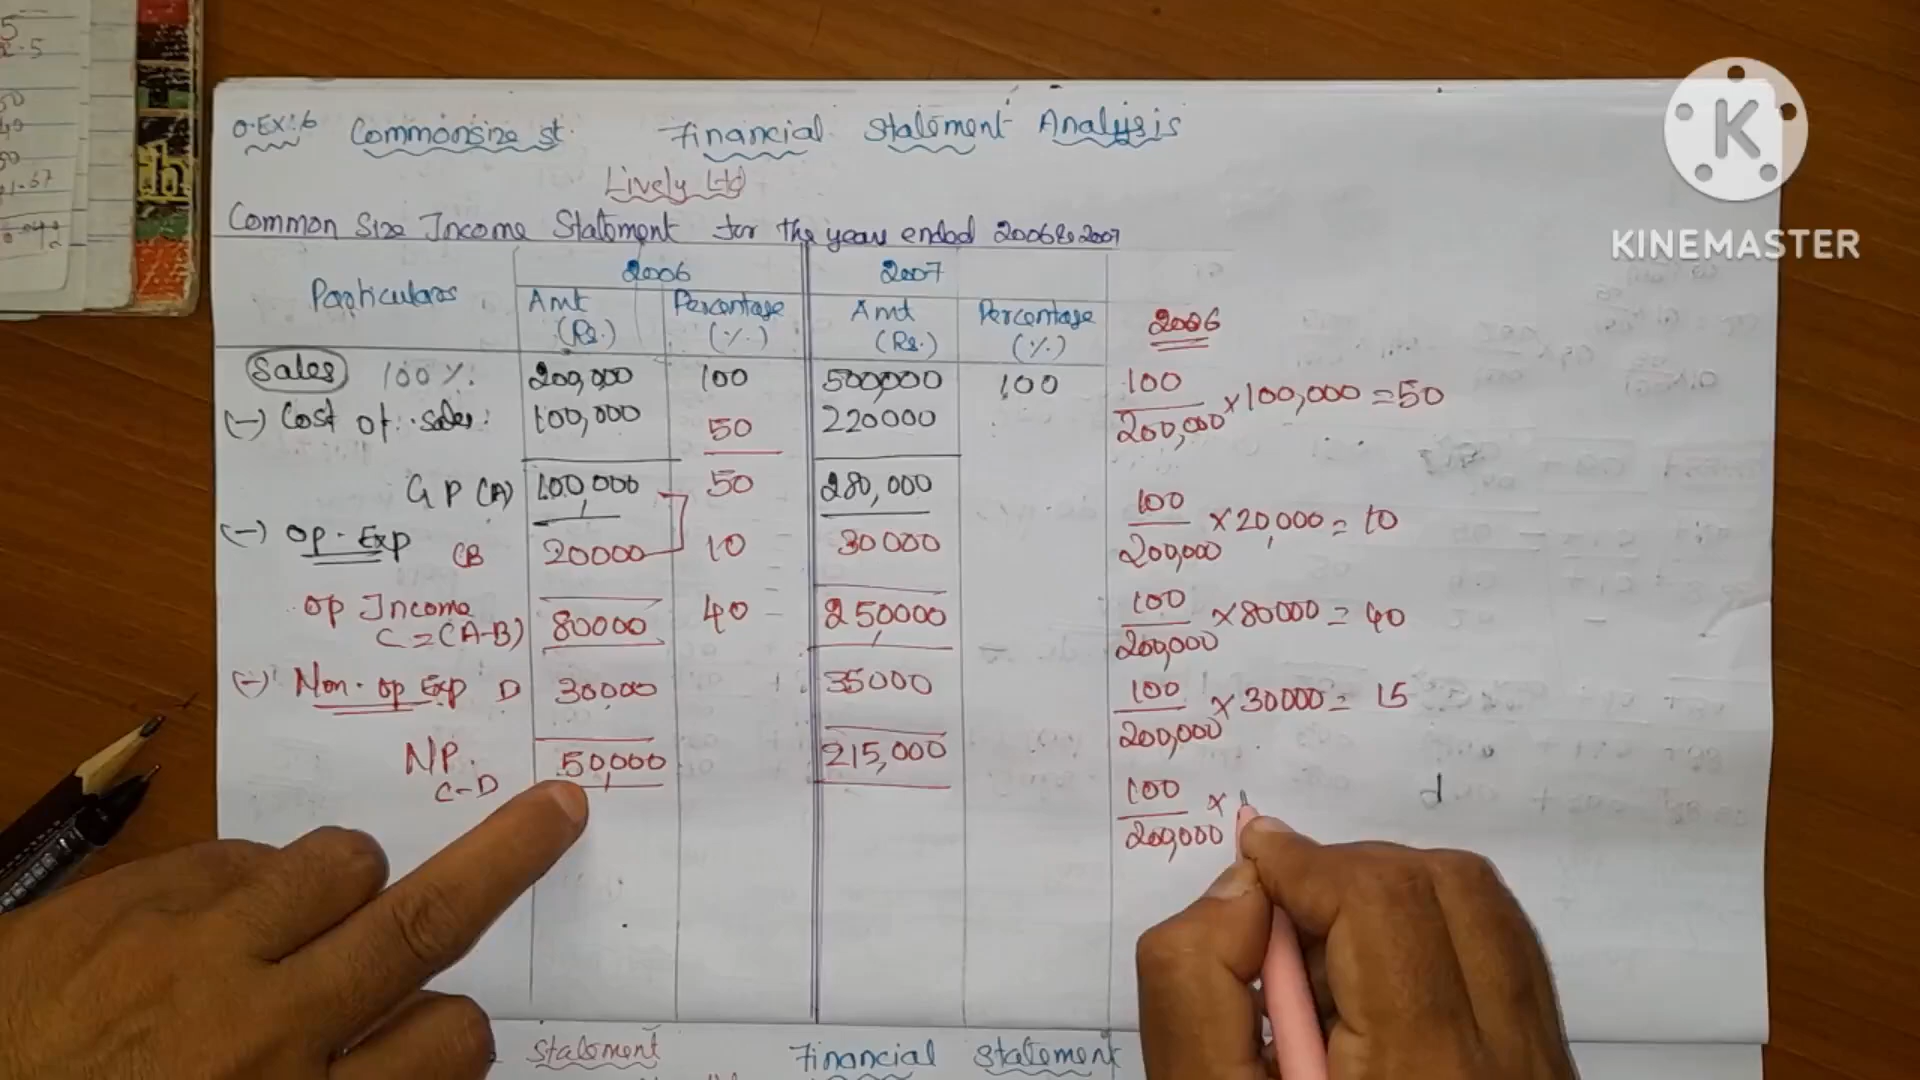 O.EX:6 Commonsize st. Financial Statement Analysis
Lively Ltd
Common Size Income Statement for the year ended 2006 & 2007
Particulars 2006 2007
Amt (Rs.) Percentage (%) Amt (Rs.) Percentage (%)
2006
Sales 100% 200,000 100 500,000 100
(-) Cost of sales: 100,000 50 220000
100/200,000 × 100,000 = 50
G P (A) 100,000 50 280,000
(-) Op. Exp (B 20000 10 30000
100/200,000 × 20,000 = 10
Op Income
C = (A-B) 80000 40 250000
100/200,000 × 80000 = 40
(-) Non-op Exp D 30000 35000
100/200,000 × 30000 = 15
NP.
C-D 50,000 215,000
100/200,000 ×
Statement Financial Statement
K
KINEMASTER